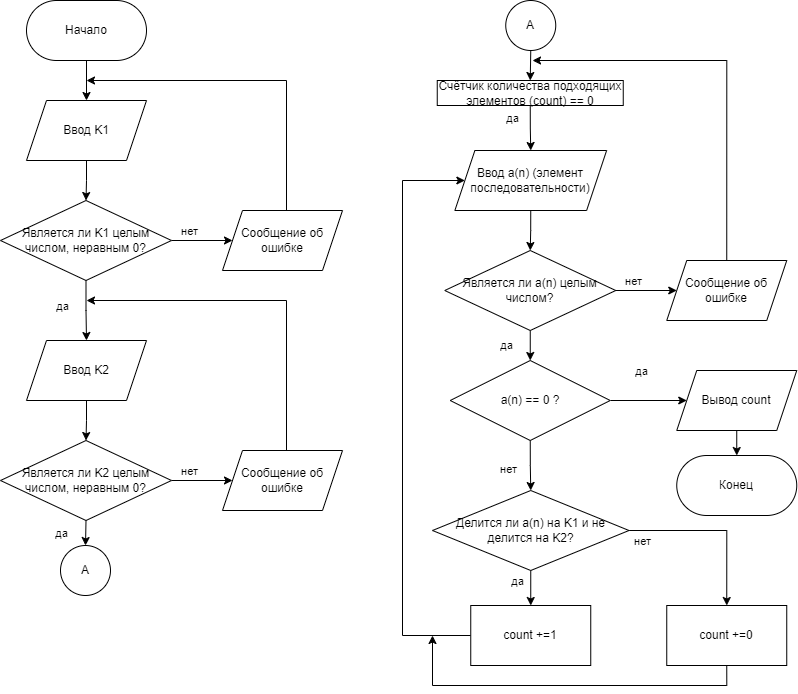 Начало
Ввод K1
Является ли K1 целым
числом, неравным 0?
нет
Сообщение об
ошибке
да
Ввод K2
Является ли K2 целым
числом, неравным 0?
нет
Сообщение об
ошибке
да
A
A
Счётчик количества подходящих
элементов (count) == 0
да
Ввод a(n) (элемент
последовательности)
Является ли a(n) целым
числом?
нет
Сообщение об
ошибке
да
a(n) == 0 ?
да
Вывод count
Конец
нет
Делится ли a(n) на K1 и не
делится на K2?
нет
да
count +=1
count +=0